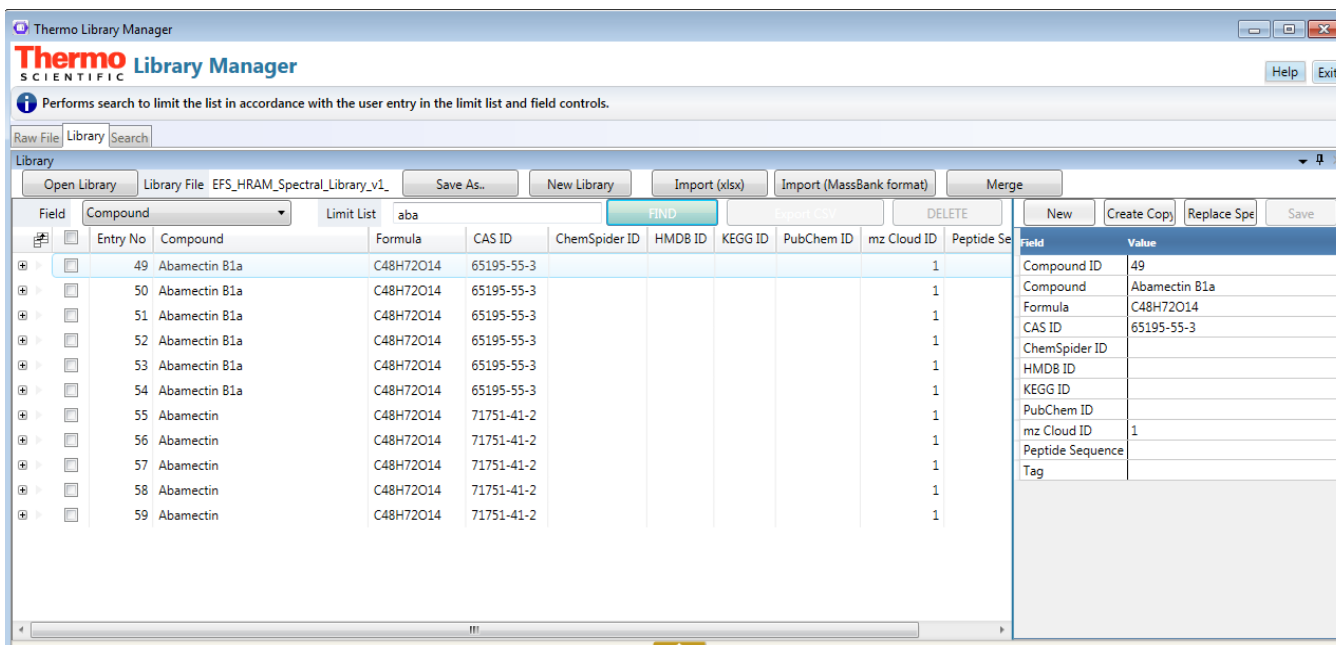 Thermo Library Manager
Thermo SCIENTIFIC Library Manager
Help Exit
Performs search to limit the list in accordance with the user entry in the limit list and field controls.
Raw File Library Search
Library
Open Library Library File EFS_HRAM_Spectral_Library_v1_ Save As.. New Library Import (xlsx) Import (MassBank format) Merge
Field Compound Limit List aba FIND Export CSV DELETE New Create Copy Replace Spe Save
Entry No Compound Formula CAS ID ChemSpider ID HMDB ID KEGG ID PubChem ID mz Cloud ID Peptide Se
49 Abamectin B1a C48H72O14 65195-55-3 1
50 Abamectin B1a C48H72O14 65195-55-3 1
51 Abamectin B1a C48H72O14 65195-55-3 1
52 Abamectin B1a C48H72O14 65195-55-3 1
53 Abamectin B1a C48H72O14 65195-55-3 1
54 Abamectin B1a C48H72O14 65195-55-3 1
55 Abamectin C48H72O14 71751-41-2 1
56 Abamectin C48H72O14 71751-41-2 1
57 Abamectin C48H72O14 71751-41-2 1
58 Abamectin C48H72O14 71751-41-2 1
59 Abamectin C48H72O14 71751-41-2 1
Field Value
Compound ID 49
Compound Abamectin B1a
Formula C48H72O14
CAS ID 65195-55-3
ChemSpider ID
HMDB ID
KEGG ID
PubChem ID
mz Cloud ID 1
Peptide Sequence
Tag